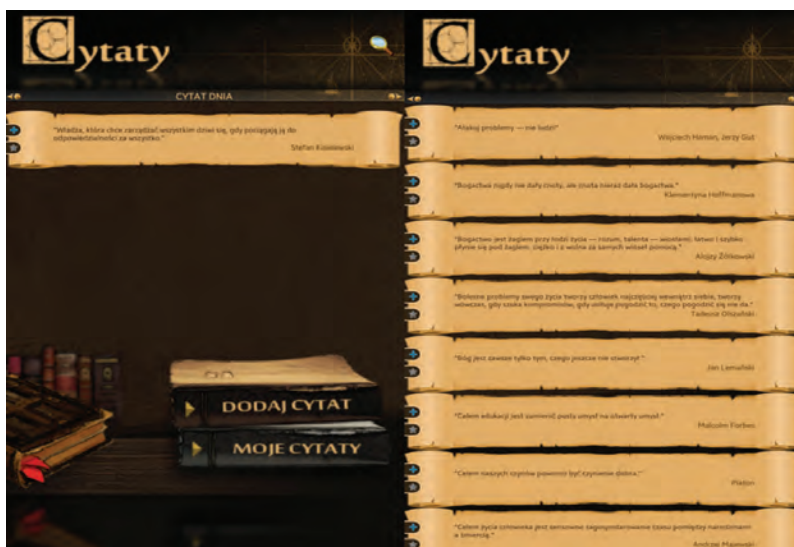 Cytaty
CYTAT DNIA
"Władza, która chce zarządzać wszystkim dziwi się, gdy pociągają ją do
odpowiedzialności za wszystko."
Stefan Kisielewski
DODAJ CYTAT
MOJE CYTATY
Cytaty
"Atakuj problemy — nie ludzi"
Wojciech Haman, Jerzy Gut
"Bogactwa nigdy nie dały cnoty, ale cnota nieraz dała bogactwa."
Klementyna Hoffmanowa
"Bogactwo jest żaglem przy łodzi życia — rozum, talenta — wiosłami; łatwo i szybko
płynie się pod żaglem, ciężko i z wolna za samych wioseł pomocą."
Alojzy Żółkowski
"Bolesne problemy swego życia tworzy człowiek najczęściej wewnątrz siebie, tworzy
wówczas, gdy szuka kompromisów, gdy usiłuje pogodzić to, czego pogodzić się nie da."
Tadeusz Olszański
"Bóg jest zawsze tylko tym, czego jeszcze nie stworzył."
Jan Lemański
"Celem edukacji jest zamienić pusty umysł na otwarty umysł."
Malcolm Forbes
"Celem naszych czynów powinno być czynienie dobra."
Platon
"Celem życia człowieka jest sensowne zagospodarowanie czasu pomiędzy narodzinami
a śmiercią."
Andrzej Majewski